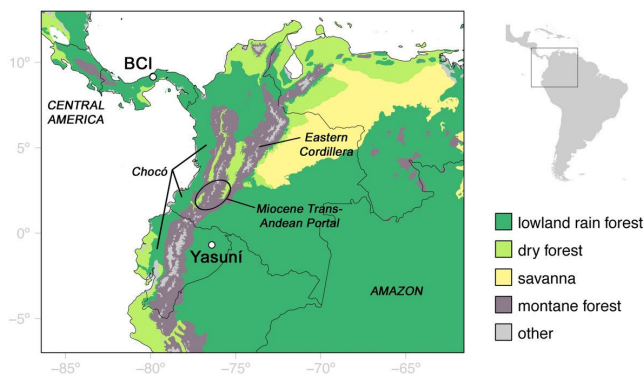 10°
5°
0°
−5°
−85°
−80°
−75°
−70°
−65°
BCI
CENTRAL
AMERICA
Eastern
Cordillera
Chocó
Miocene Trans-
Andean Portal
Yasuní
AMAZON
lowland rain forest
dry forest
savanna
montane forest
other